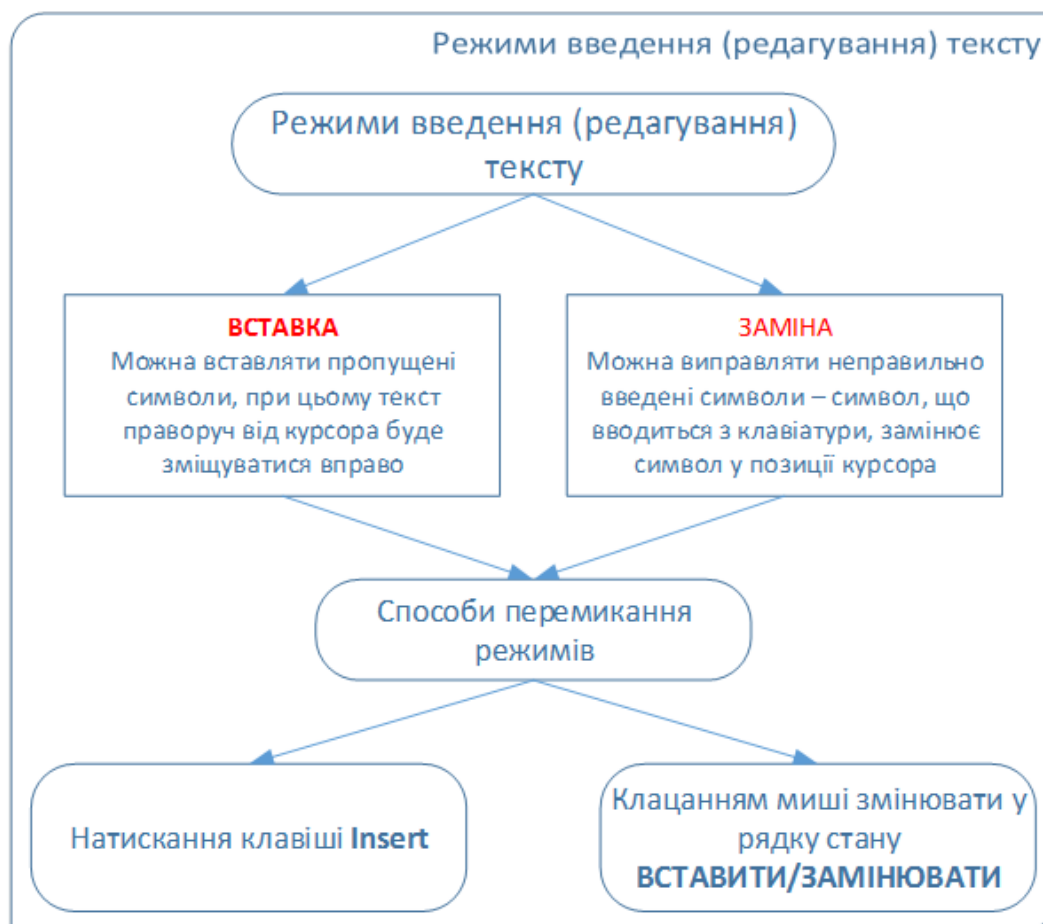 Режими введення (редагування) тексту
Режими введення (редагування)
тексту
ВСТАВКА
Можна вставляти пропущені
символи, при цьому текст
праворуч від курсора буде
зміщуватися вправо
ЗАМІНА
Можна виправляти неправильно
введені символи – символ, що
вводиться з клавіатури, замінює
символ у позиції курсора
Способи перемикання
режимів
Натискання клавіші Insert
Клацанням миші змінювати у
рядку стану
ВСТАВИТИ/ЗАМІНЮВАТИ